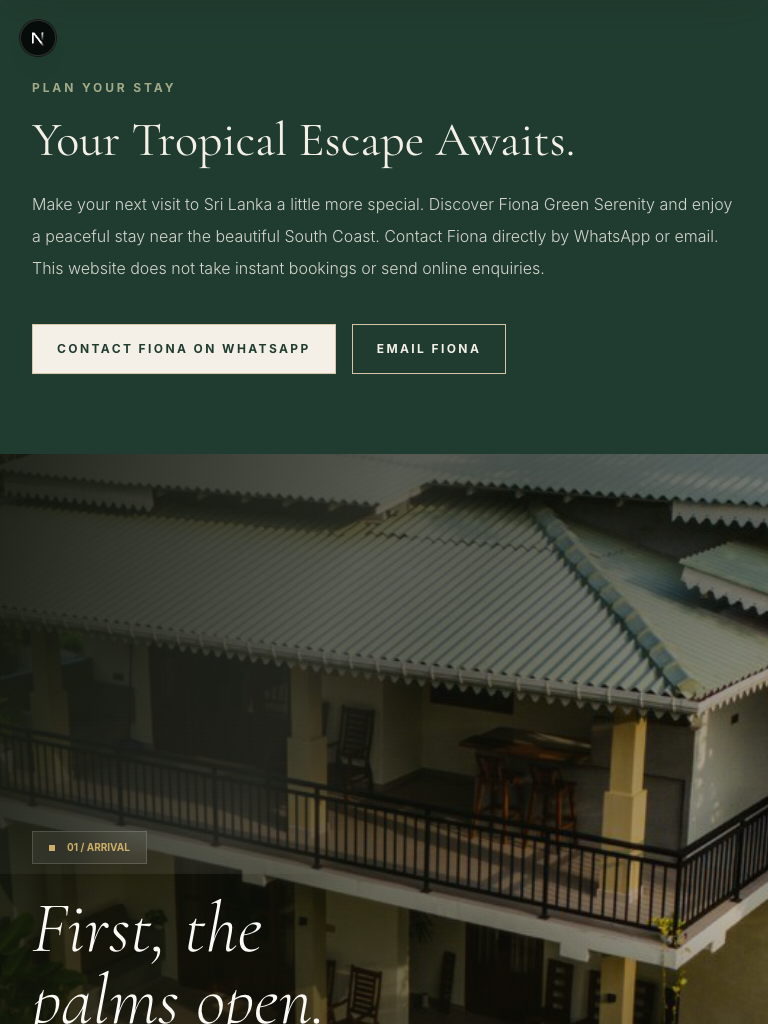 N
PLAN YOUR STAY
Your Tropical Escape Awaits.
Make your next visit to Sri Lanka a little more special. Discover Fiona Green Serenity and enjoy
a peaceful stay near the beautiful South Coast. Contact Fiona directly by WhatsApp or email.
This website does not take instant bookings or send online enquiries.
CONTACT FIONA ON WHATSAPP
EMAIL FIONA
01 / ARRIVAL
First, the
palms open.